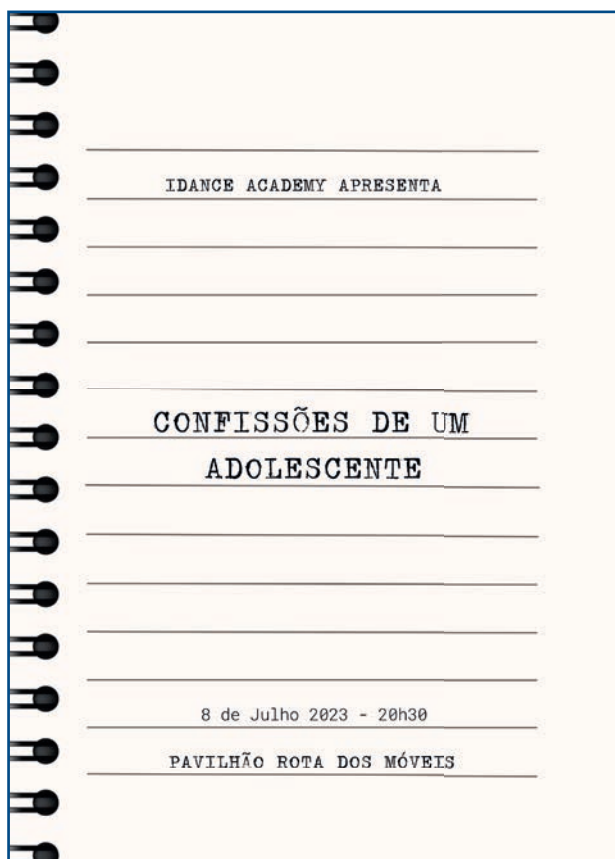 IDANCE ACADEMY APRESENTA
CONFISSÕES DE UM
ADOLESCENTE
8 de Julho 2023 - 20h30
PAVILHÃO ROTA DOS MÓVEIS